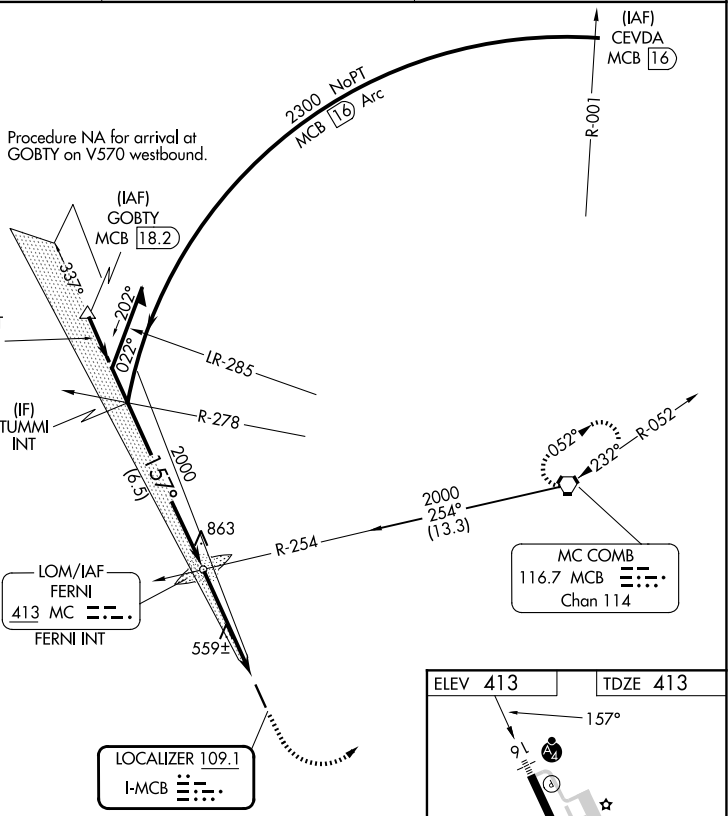 (IAF)
CEVDA
MCB 16
2300 NoPT
MCB 16 Arc
R-001
Procedure NA for arrival at
GOBTY on V570 westbound.
(IAF)
GOBTY
MCB 18.2
337°
202°
022°
LR-285
(IF)
TUMMI
INT
R-278
2000
157°
(6.5)
052°
232°
R-052
2000
254°
(13.3)
863
R-254
MC COMB
116.7 MCB
Chan 114
LOM/IAF
FERNI
413 MC
FERNI INT
559±
ELEV 413
TDZE 413
157°
16
A4
LOCALIZER 109.1
I-MCB